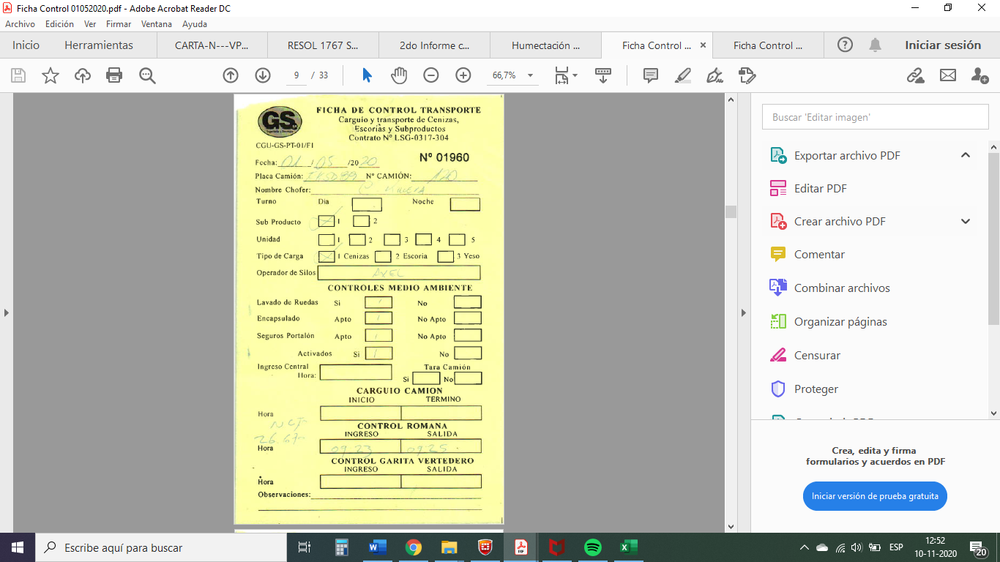 Ficha Control 01052020.pdf - Adobe Acrobat Reader DC
Archivo Edición Ver Firmar Ventana Ayuda
Inicio Herramientas CARTA-N---VP... RESOL 1767 S... 2do Informe c... Humectación ... Ficha Control ... × Ficha Control ... Iniciar sesión
9 / 33 66,7%
GS
FICHA DE CONTROL TRANSPORTE
Carguío y transporte de Cenizas,
Escorias y Subproductos
Contrato Nº LSG-0317-304
CGU-GS-PT-01/F1
Nº 01960
Fecha: 01 / 05 /20 20
Placa Camión: Nº CAMIÓN: 120
Nombre Chofer: C.
Turno Dia Noche
Sub Producto 1 2
Unidad 1 2 3 4 5
Tipo de Carga 1 Cenizas 2 Escoria 3 Yeso
Operador de Silos AXEL
CONTROLES MEDIO AMBIENTE
Lavado de Ruedas Si No
Encapsulado Apto No Apto
Seguros Portalón Apto No Apto
Activados Si No
Ingreso Central Hora: Tara Camión
Si No
CARGUIO CAMION
INICIO TERMINO
Hora
CONTROL ROMANA
INGRESO SALIDA
Hora 09.23 09.25
CONTROL GARITA VERTEDERO
INGRESO SALIDA
Hora
Observaciones:
Buscar 'Editar imagen'
Exportar archivo PDF
Editar PDF
Crear archivo PDF
Comentar
Combinar archivos
Organizar páginas
Censurar
Proteger
Crea, edita y firma
formularios y acuerdos en PDF
Iniciar versión de prueba gratuita
Escribe aquí para buscar
ESP
12:52
10-11-2020
20